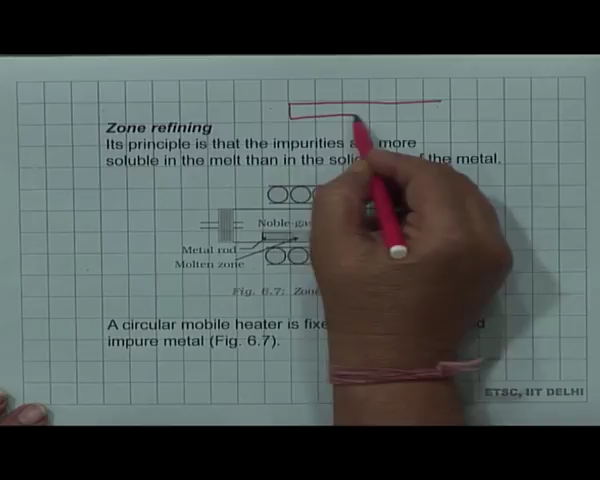 Zone refining
Its principle is that the impurities more
soluble in the melt than in the of the metal.
Noble-gas
Metal rod
Molten zone
Fig. 6.7: Zone
A circular mobile heater is
impure metal (Fig. 6.7).
ETSC, IIT DELHI